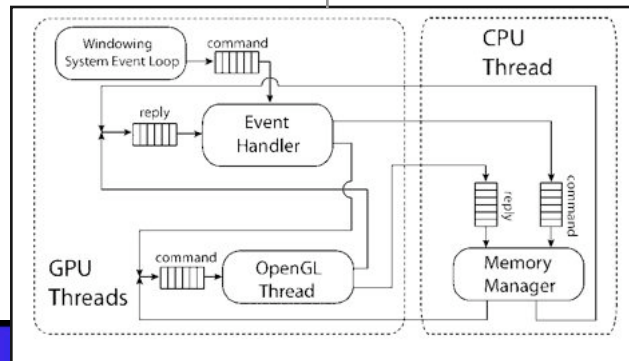 Windowing
System Event Loop
command
CPU
Thread
reply
Event
Handler
reply
command
command
GPU
Threads
OpenGL
Thread
Memory
Manager